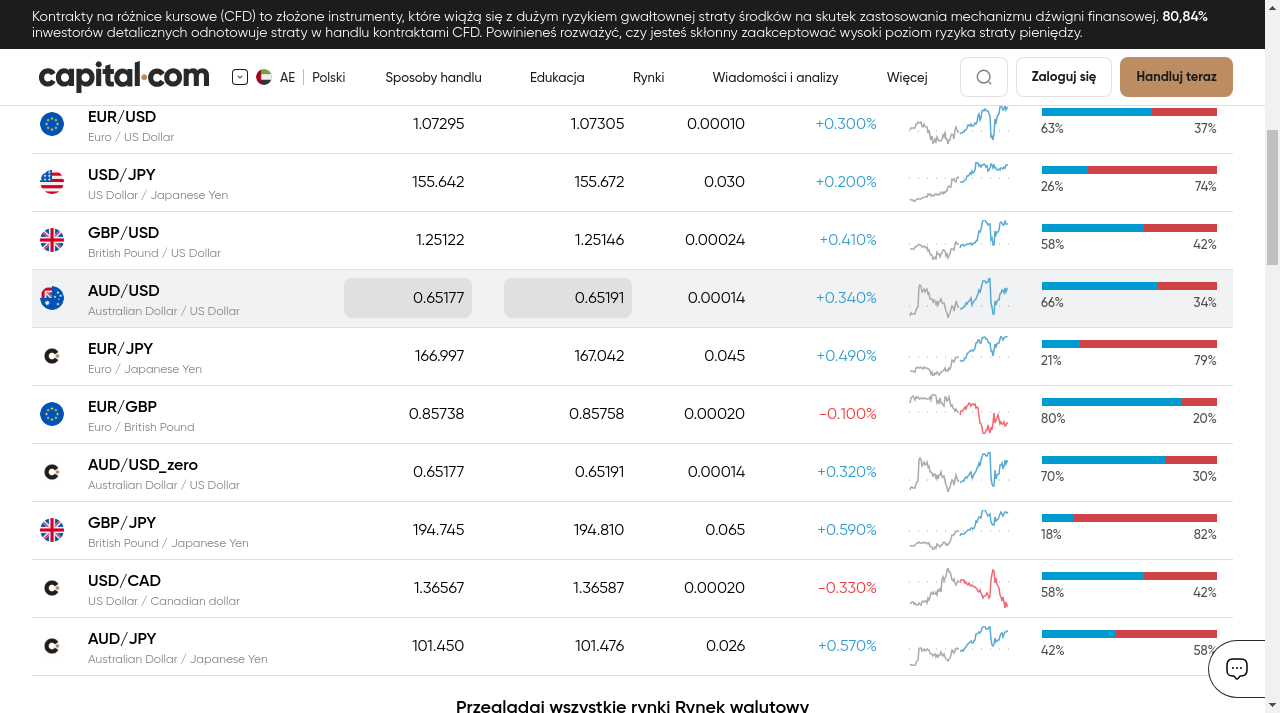 Kontrakty na różnice kursowe (CFD) to złożone instrumenty, które wiążą się z dużym ryzykiem gwałtownej straty środków na skutek zastosowania mechanizmu dźwigni finansowej. 80,84%
inwestorów detalicznych odnotowuje straty w handlu kontraktami CFD. Powinieneś rozważyć, czy jesteś skłonny zaakceptować wysoki poziom ryzyka straty pieniędzy.
capital.com AE Polski Sposoby handlu Edukacja Rynki Wiadomości i analizy Więcej Zaloguj się Handluj teraz
EUR/USD 1.07295 1.07305 0.00010 +0.300%
Euro / US Dollar 63% 37%
USD/JPY 155.642 155.672 0.030 +0.200%
US Dollar / Japanese Yen 26% 74%
GBP/USD 1.25122 1.25146 0.00024 +0.410%
British Pound / US Dollar 58% 42%
AUD/USD 0.65177 0.65191 0.00014 +0.340%
Australian Dollar / US Dollar 66% 34%
EUR/JPY 166.997 167.042 0.045 +0.490%
Euro / Japanese Yen 21% 79%
EUR/GBP 0.85738 0.85758 0.00020 -0.100%
Euro / British Pound 80% 20%
AUD/USD_zero 0.65177 0.65191 0.00014 +0.320%
Australian Dollar / US Dollar 70% 30%
GBP/JPY 194.745 194.810 0.065 +0.590%
British Pound / Japanese Yen 18% 82%
USD/CAD 1.36567 1.36587 0.00020 -0.330%
US Dollar / Canadian dollar 58% 42%
AUD/JPY 101.450 101.476 0.026 +0.570%
Australian Dollar / Japanese Yen 42% 58%
Przeglądaj wszystkie rynki Rynek walutowy